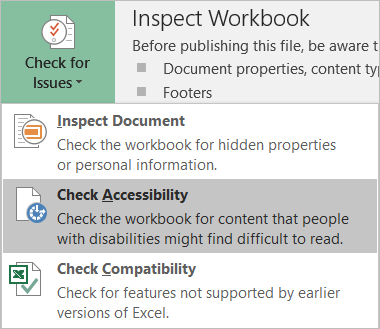 Check for
Issues
Inspect Workbook
Before publishing this file, be aware
Document properties, content
Footers
Inspect Document
Check the workbook for hidden properties
or personal information.
Check Accessibility
Check the workbook for content that people
with disabilities might find difficult to read.
Check Compatibility
Check for features not supported by earlier
versions of Excel.